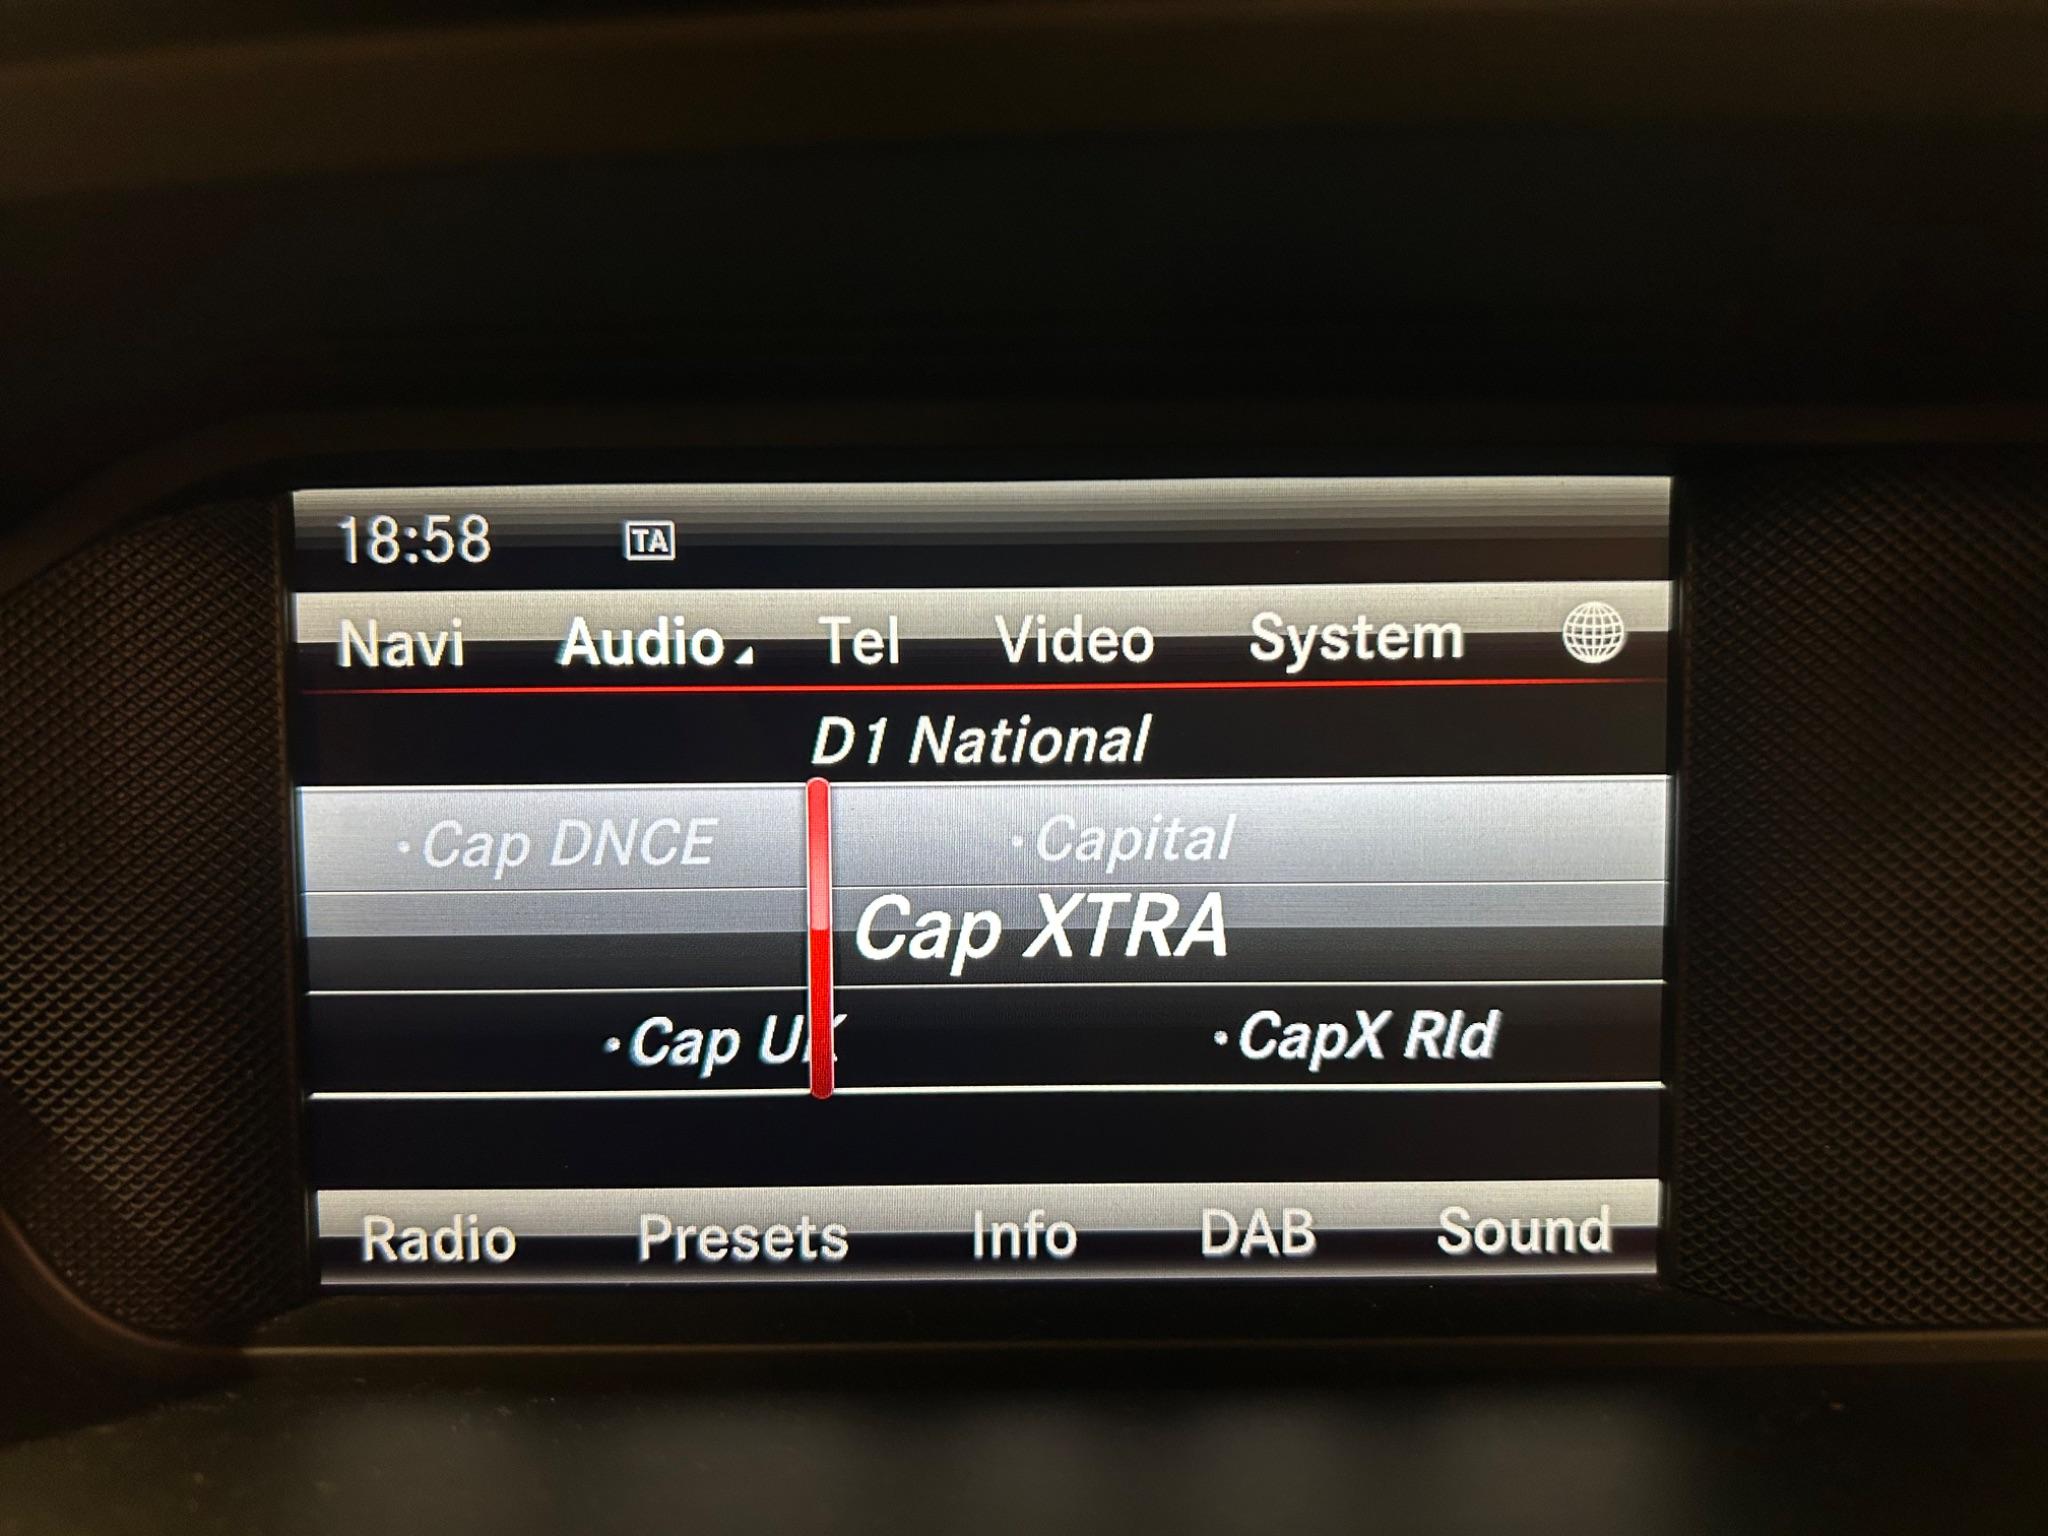 18:58 TA
Navi Audio Tel Video System
D1 National
·Cap DNCE ·Capital
Cap XTRA
·Cap UK ·CapX Rld
Radio Presets Info DAB Sound